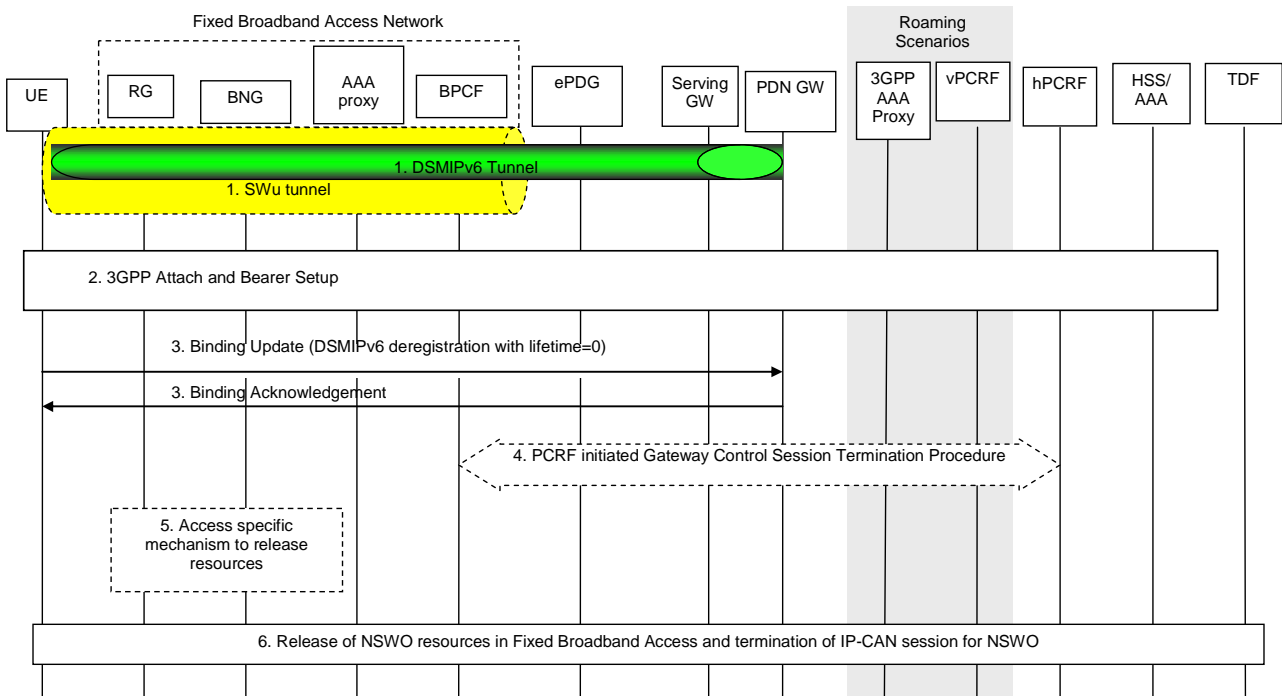 Fixed Broadband Access Network
Roaming
Scenarios
UE
RG
BNG
AAA
proxy
BPCF
ePDG
Serving
GW
PDN GW
3GPP
AAA
Proxy
vPCRF
hPCRF
HSS/
AAA
TDF
1. DSMIPv6 Tunnel
1. SWu tunnel
2. 3GPP Attach and Bearer Setup
3. Binding Update (DSMIPv6 deregistration with lifetime=0)
3. Binding Acknowledgement
4. PCRF initiated Gateway Control Session Termination Procedure
5. Access specific
mechanism to release
resources
6. Release of NSWO resources in Fixed Broadband Access and termination of IP-CAN session for NSWO